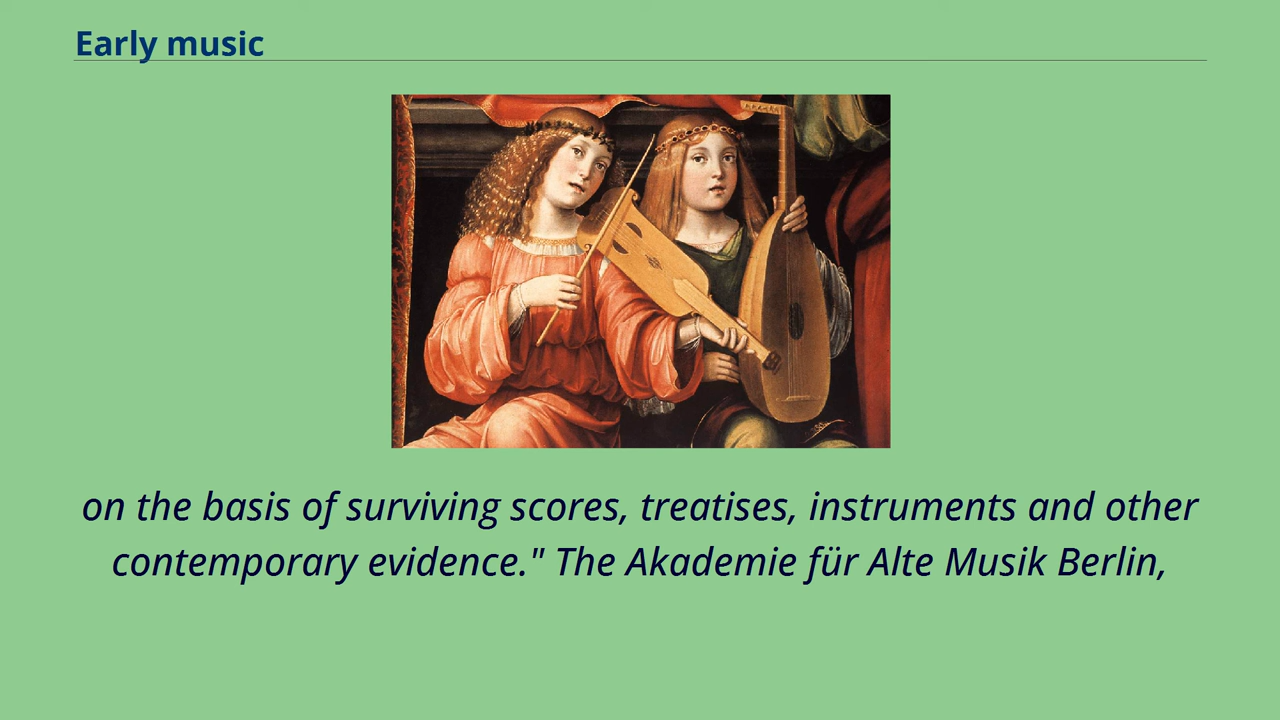 Early music
on the basis of surviving scores, treatises, instruments and other
contemporary evidence." The Akademie für Alte Musik Berlin,